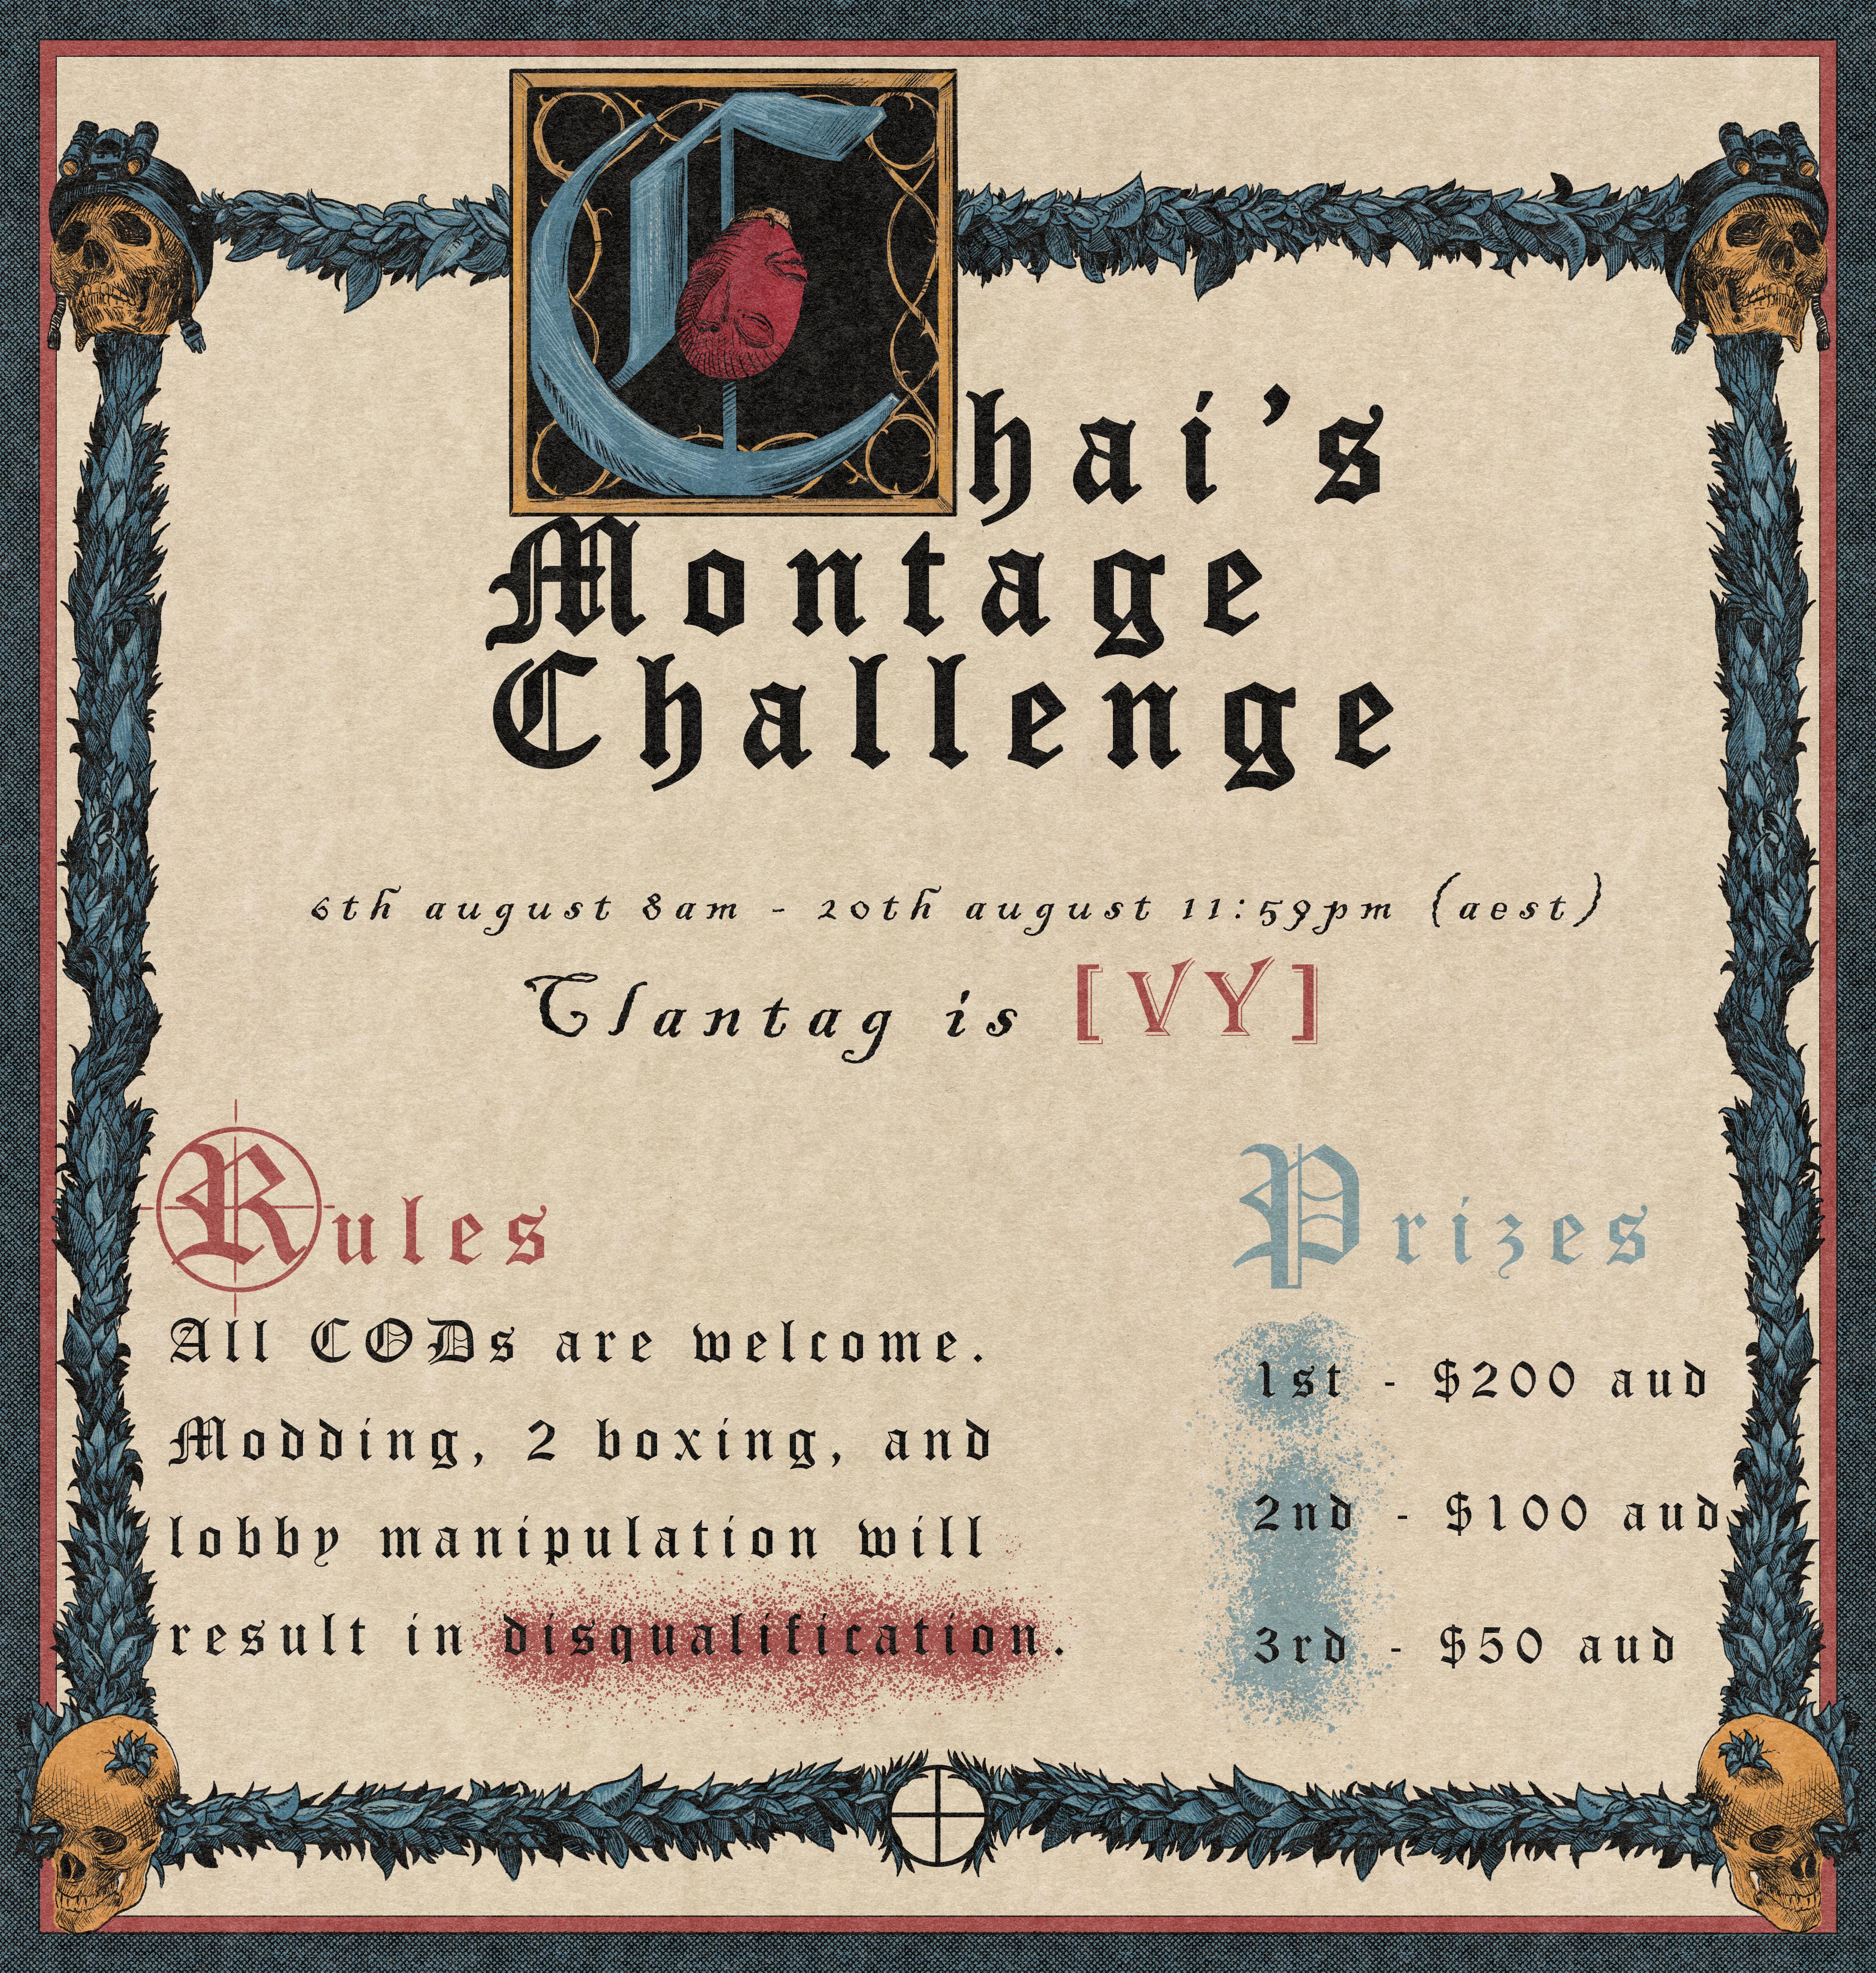 Chai's
Montage
Challenge
6th august 8am - 20th august 11:59pm (aest)
Clantag is [VY]
Rules
All CODs are welcome.
Modding, 2 boxing, and
lobby manipulation will
result in disqualification.
Prizes
1st - $200 aud
2nd - $100 aud
3rd - $50 aud